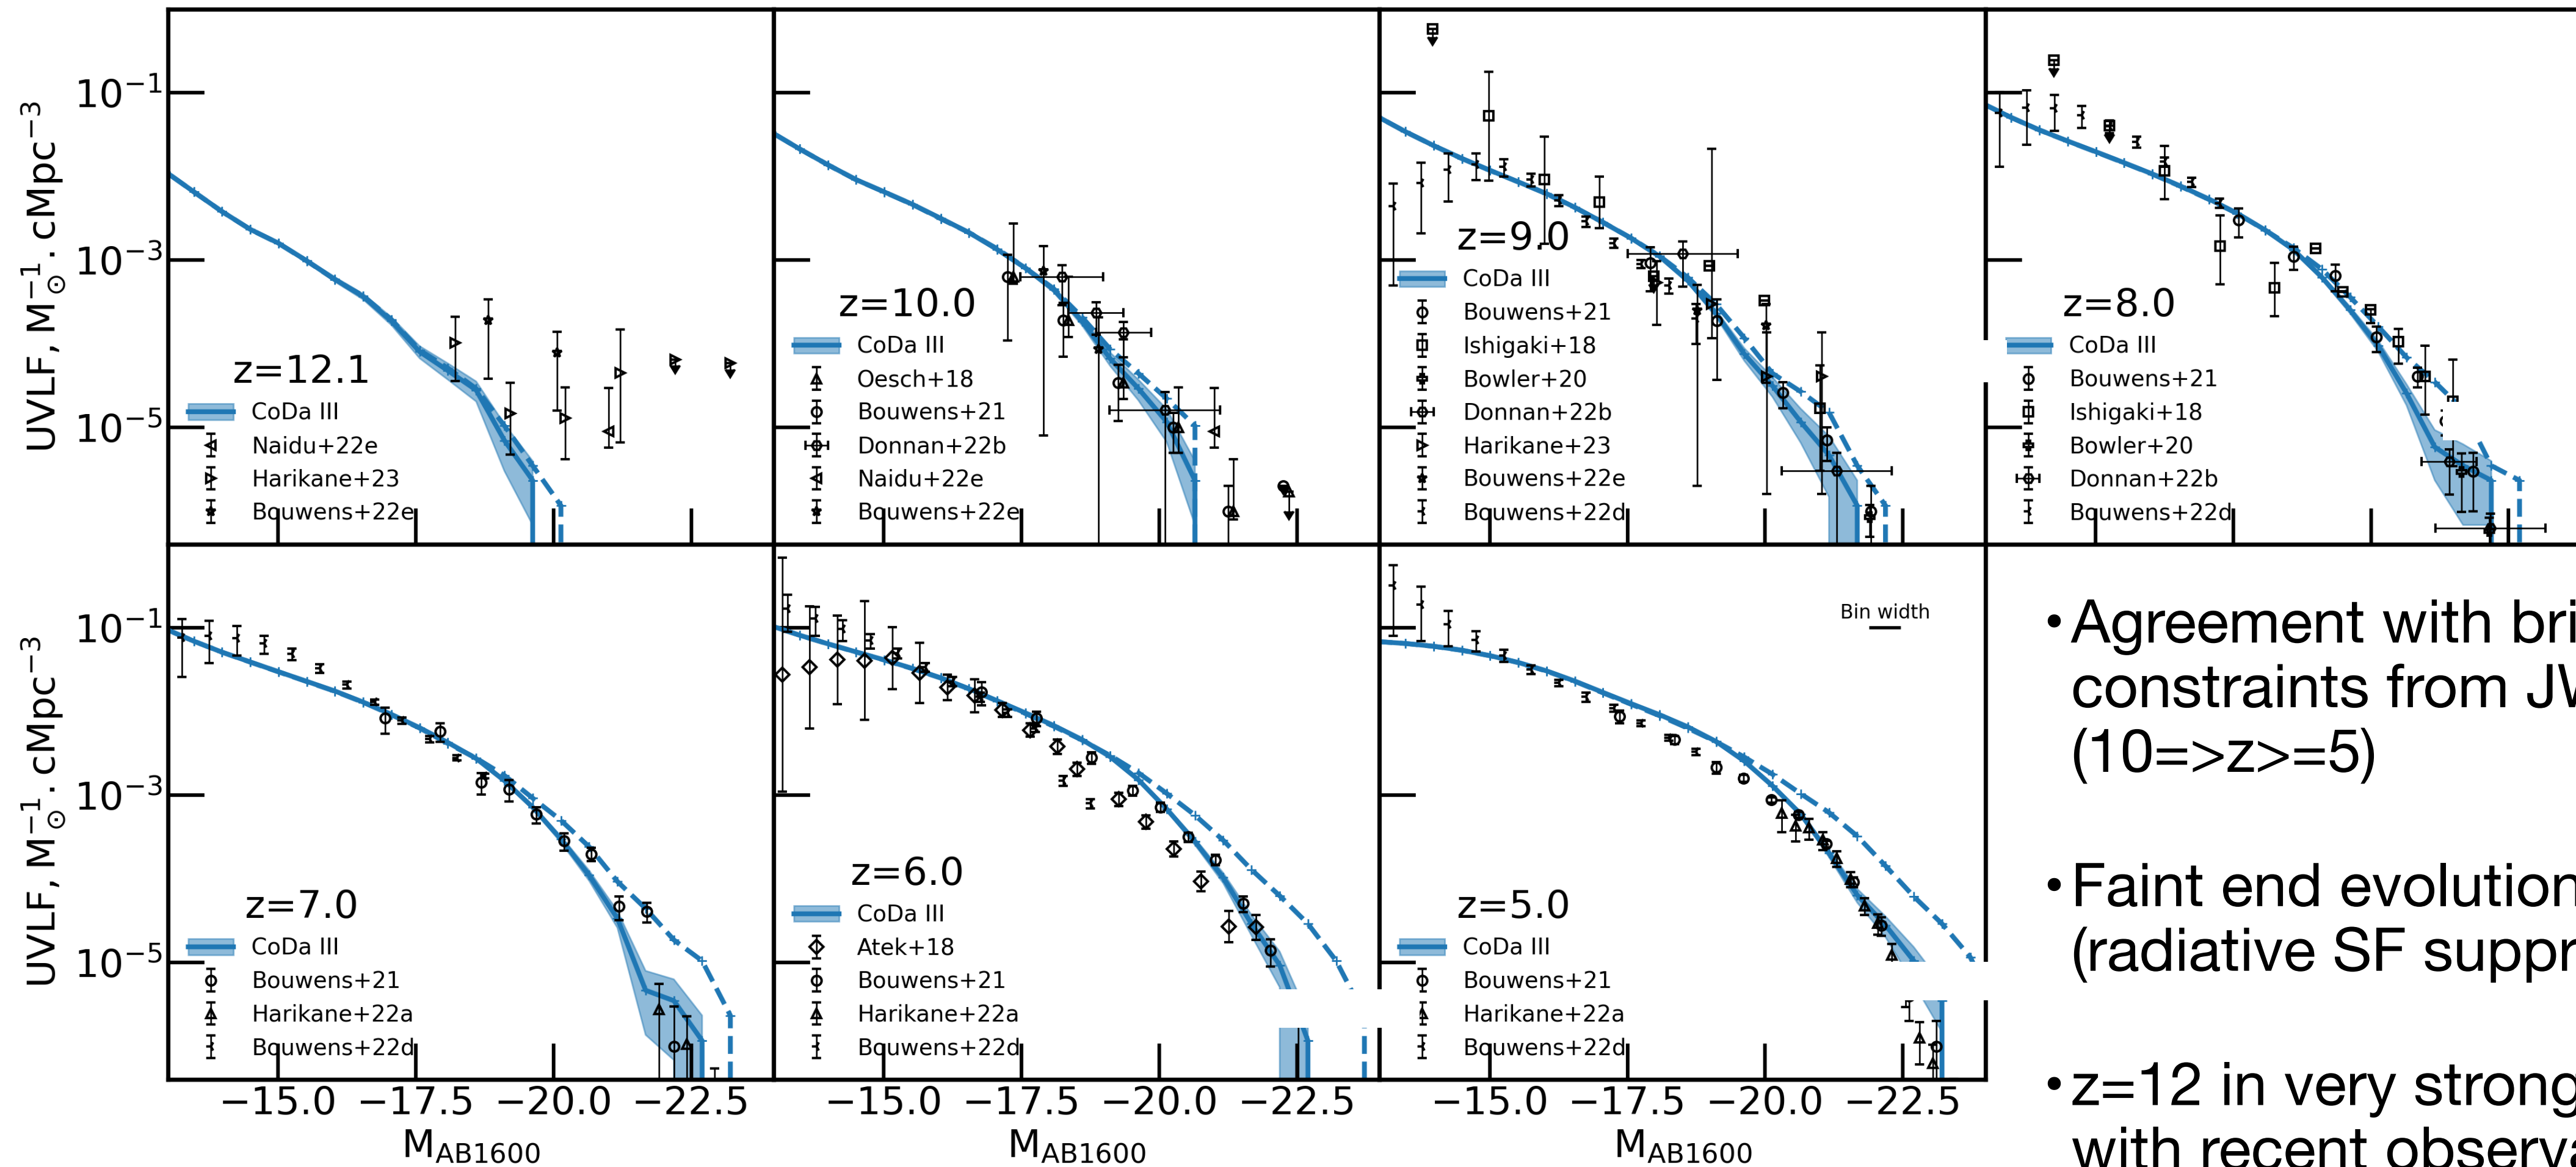 UVLF, M⊙⁻¹. cMpc⁻³
10⁻¹
10⁻³
10⁻⁵
z=12.1
CoDa III
Naidu+22e
Harikane+23
Bouwens+22e
z=10.0
CoDa III
Oesch+18
Bouwens+21
Donnan+22b
Naidu+22e
Bouwens+22e
z=9.0
CoDa III
Bouwens+21
Ishigaki+18
Bowler+20
Donnan+22b
Harikane+23
Bouwens+22e
Bouwens+22d
z=8.0
CoDa III
Bouwens+21
Ishigaki+18
Bowler+20
Donnan+22b
Bouwens+22d
UVLF, M⊙⁻¹. cMpc⁻³
10⁻¹
10⁻³
10⁻⁵
z=7.0
CoDa III
Bouwens+21
Harikane+22a
Bouwens+22d
−15.0 −17.5 −20.0 −22.5
M_AB1600
z=6.0
CoDa III
Atek+18
Bouwens+21
Harikane+22a
Bouwens+22d
−15.0 −17.5 −20.0 −22.5
M_AB1600
Bin width
z=5.0
CoDa III
Bouwens+21
Harikane+22a
Bouwens+22d
−15.0 −17.5 −20.0 −22.5
M_AB1600
•Agreement with bri
constraints from
(10=>z>=5)
•Faint end evolution
(radiative SF suppr
•z=12 in very strong
with recent observa